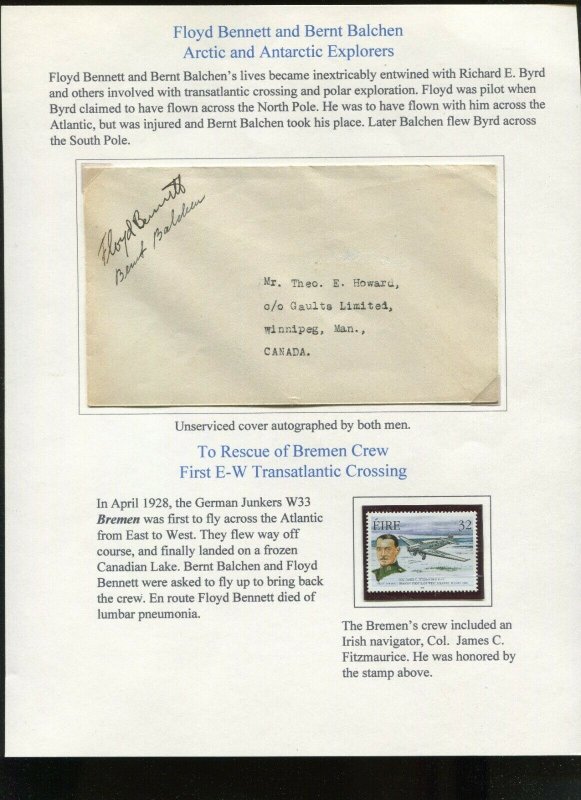 Floyd Bennett and Bernt Balchen
Arctic and Antarctic Explorers
Floyd Bennett and Bernt Balchen's lives became inextricably entwined with Richard E. Byrd
and others involved with transatlantic crossing and polar exploration. Floyd was pilot when
Byrd claimed to have flown across the North Pole. He was to have flown with him across the
Atlantic, but was injured and Bernt Balchen took his place. Later Balchen flew Byrd across
the South Pole.
Floyd Bennett
Bernt Balchen
Mr. Theo. E. Howard,
c/o Gaults Limited,
Winnipeg, Man.,
CANADA.
Unserviced cover autographed by both men.
To Rescue of Bremen Crew
First E-W Transatlantic Crossing
In April 1928, the German Junkers W33
Bremen was first to fly across the Atlantic
from East to West. They flew way off
course, and finally landed on a frozen
Canadian Lake. Bernt Balchen and Floyd
Bennett were asked to fly up to bring back
the crew. En route Floyd Bennett died of
lumbar pneumonia.
ÉIRE 32
The Bremen's crew included an
Irish navigator, Col. James C.
Fitzmaurice. He was honored by
the stamp above.